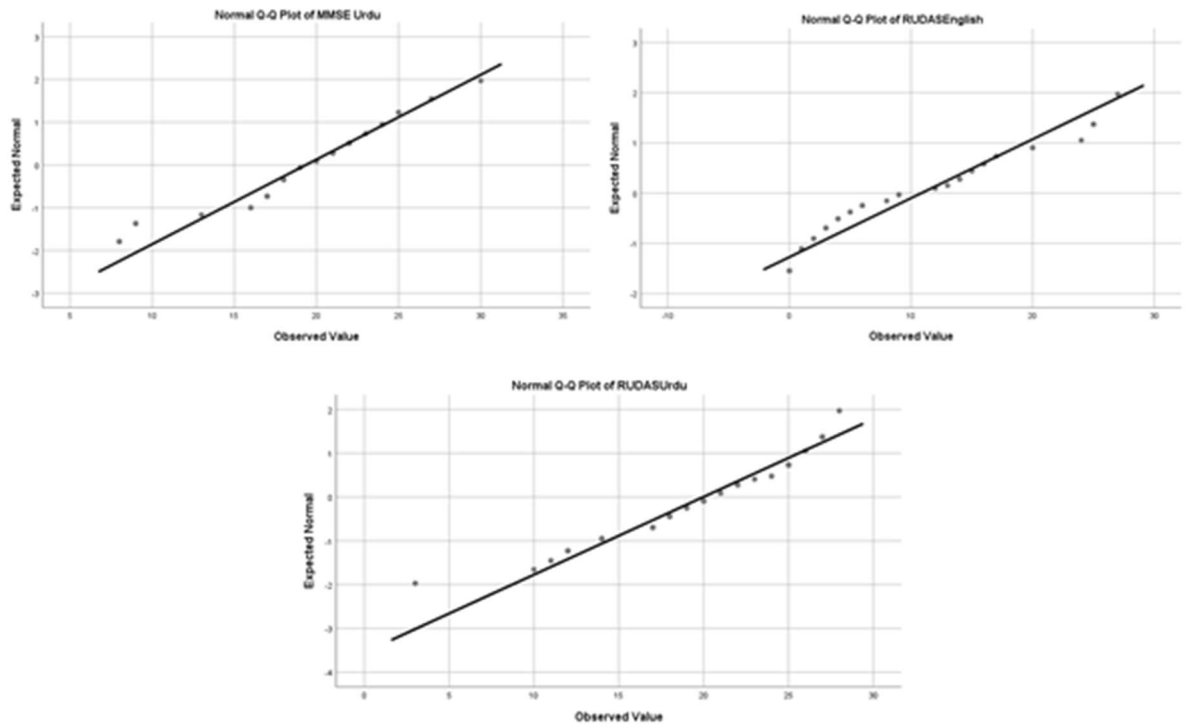 Normal Q-Q Plot of MMSE Urdu
3
2
1
0
-1
-2
-3
Expected Normal
5 10 15 20 25 30 35
Observed Value
Normal Q-Q Plot of RUDASEnglish
3
2
1
0
-1
-2
Expected Normal
-10 0 10 20 30
Observed Value
Normal Q-Q Plot of RUDASUrdu
2
1
0
-1
-2
-3
-4
Expected Normal
0 5 10 15 20 25 30
Observed Value